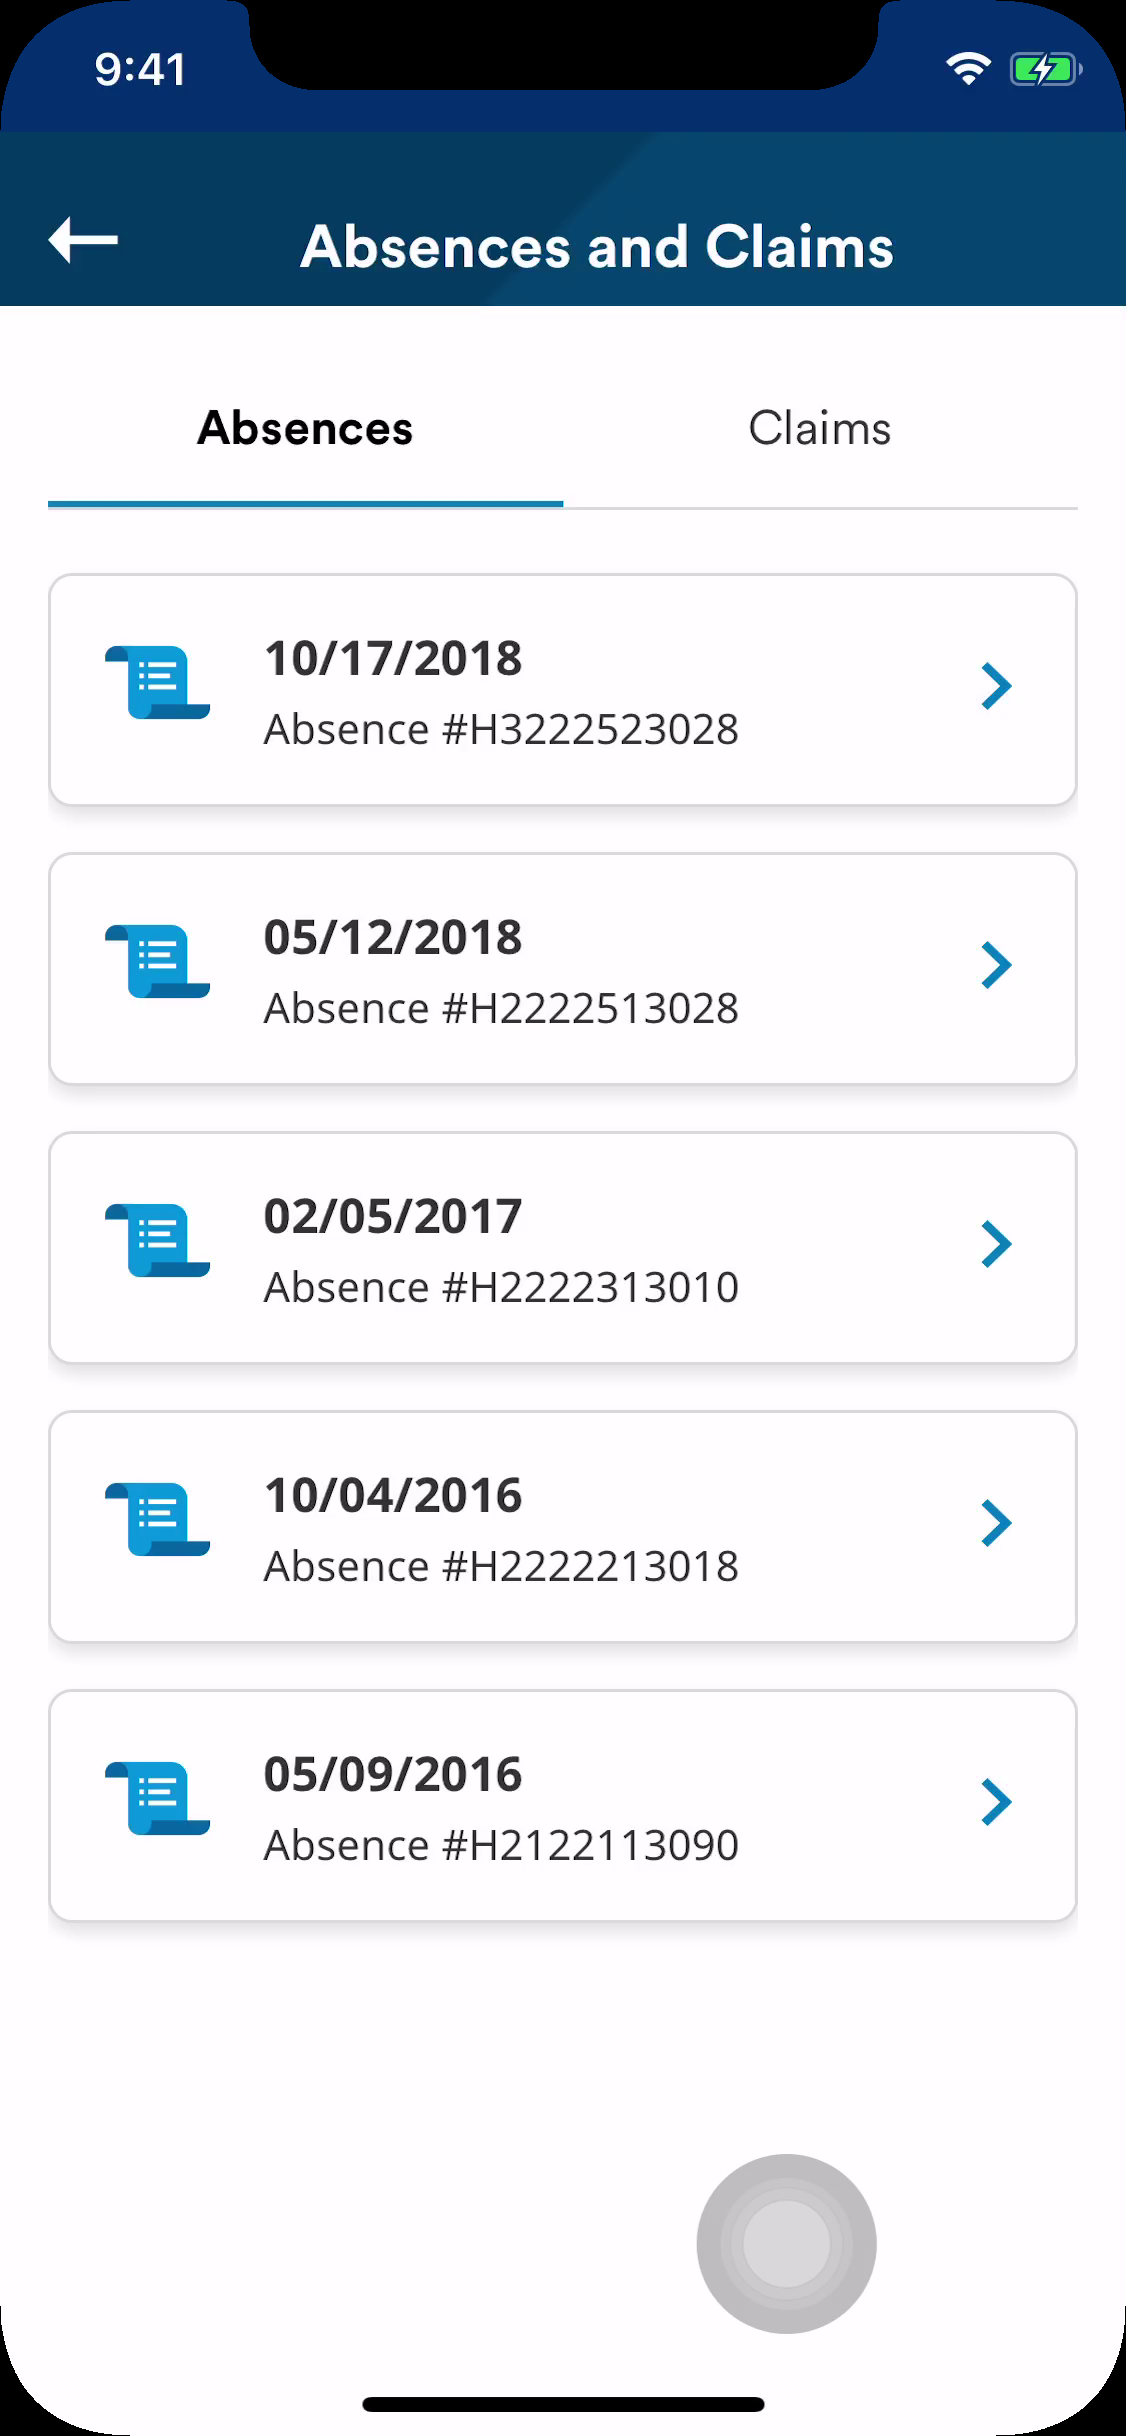 9:41
Absences and Claims
Absences
Claims
10/17/2018
Absence #H3222523028
05/12/2018
Absence #H2222513028
02/05/2017
Absence #H2222313010
10/04/2016
Absence #H2222213018
05/09/2016
Absence #H2122113090